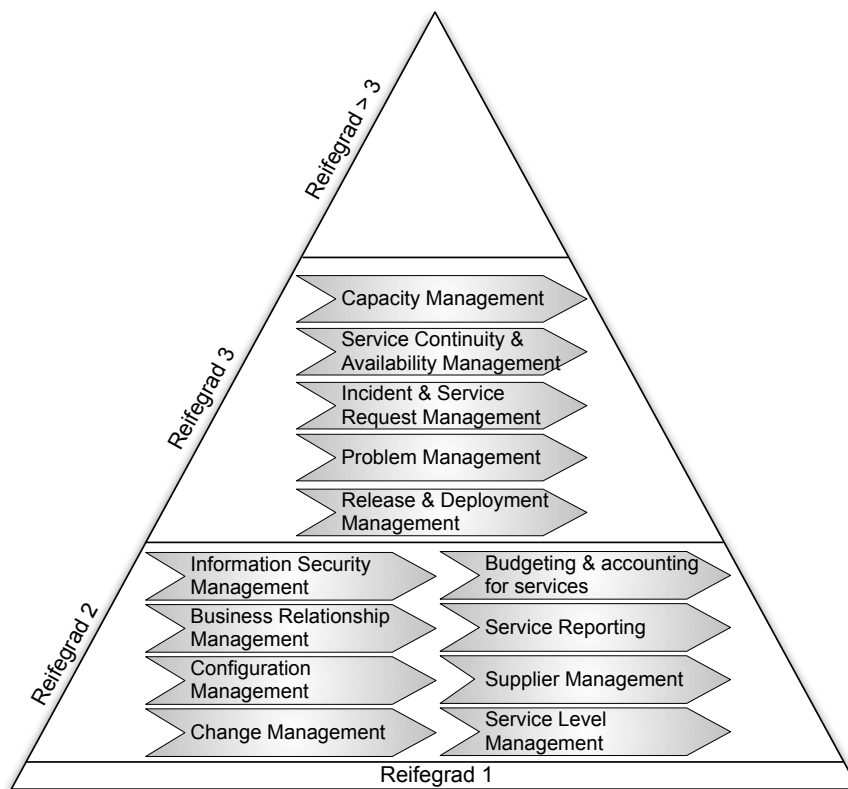 Reifegrad > 3
Reifegrad 3
Capacity Management
Service Continuity &
Availability Management
Incident & Service
Request Management
Problem Management
Release & Deployment
Management
Reifegrad 2
Information Security
Management
Business Relationship
Management
Configuration
Management
Change Management
Budgeting & accounting
for services
Service Reporting
Supplier Management
Service Level
Management
Reifegrad 1